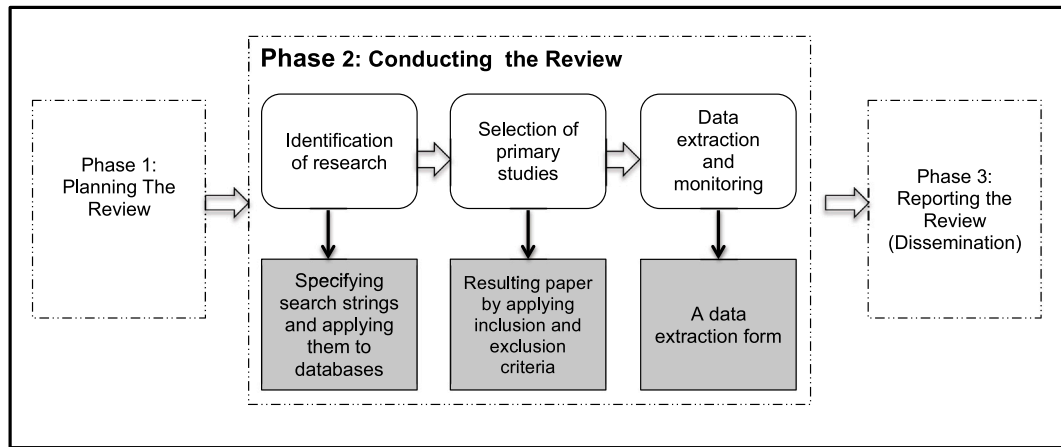 Phase 1:
Planning The
Review
Phase 2: Conducting the Review
Identification
of research
Selection of
primary
studies
Data
extraction
and
monitoring
Specifying
search strings
and applying
them to
databases
Resulting paper
by applying
inclusion and
exclusion
criteria
A data
extraction form
Phase 3:
Reporting the
Review
(Dissemination)